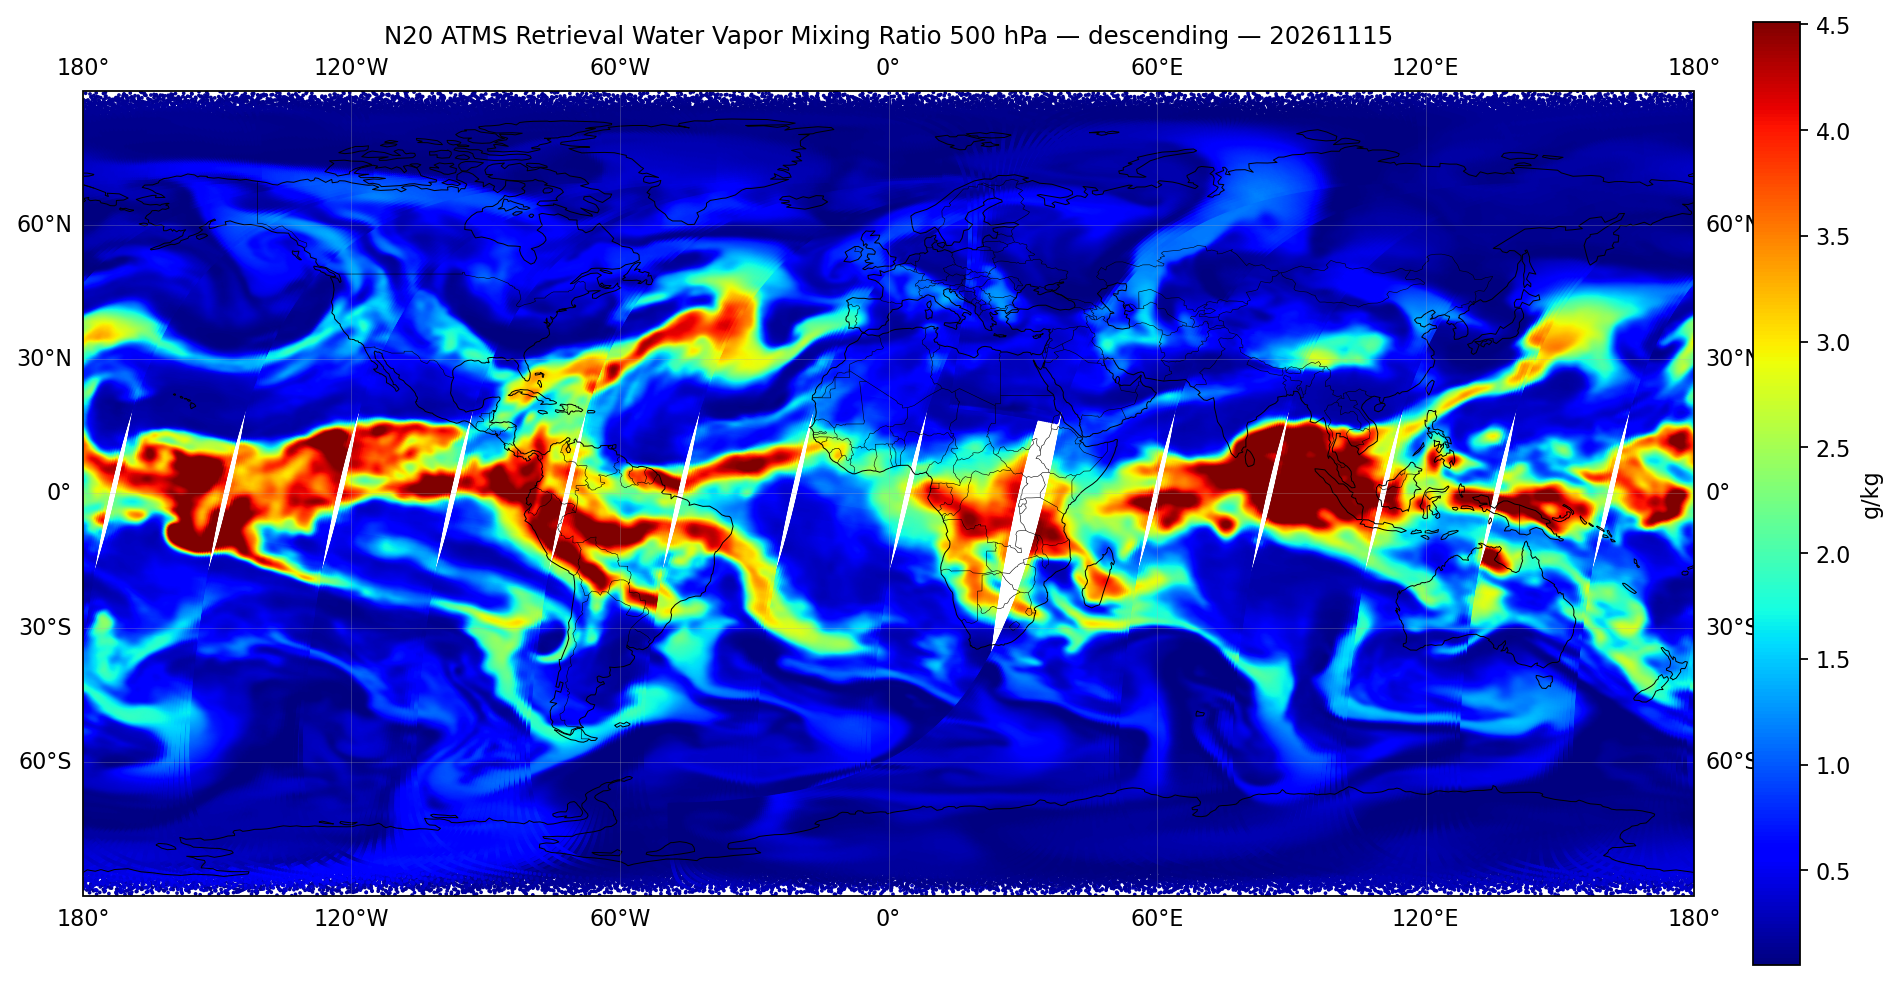 N20 ATMS Retrieval Water Vapor Mixing Ratio 500 hPa — descending — 20261115
180° 120°W 60°W 0° 60°E 120°E 180°
60°N 60°N
30°N 30°N
0° 0°
30°S 30°S
60°S 60°S
180° 120°W 60°W 0° 60°E 120°E 180°
4.5
4.0
3.5
3.0
2.5
2.0
1.5
1.0
0.5
g/kg